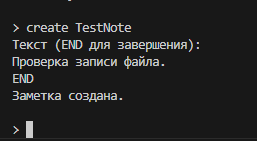 > create TestNote
Текст (END для завершения):
Проверка записи файла.
END
Заметка создана.
>